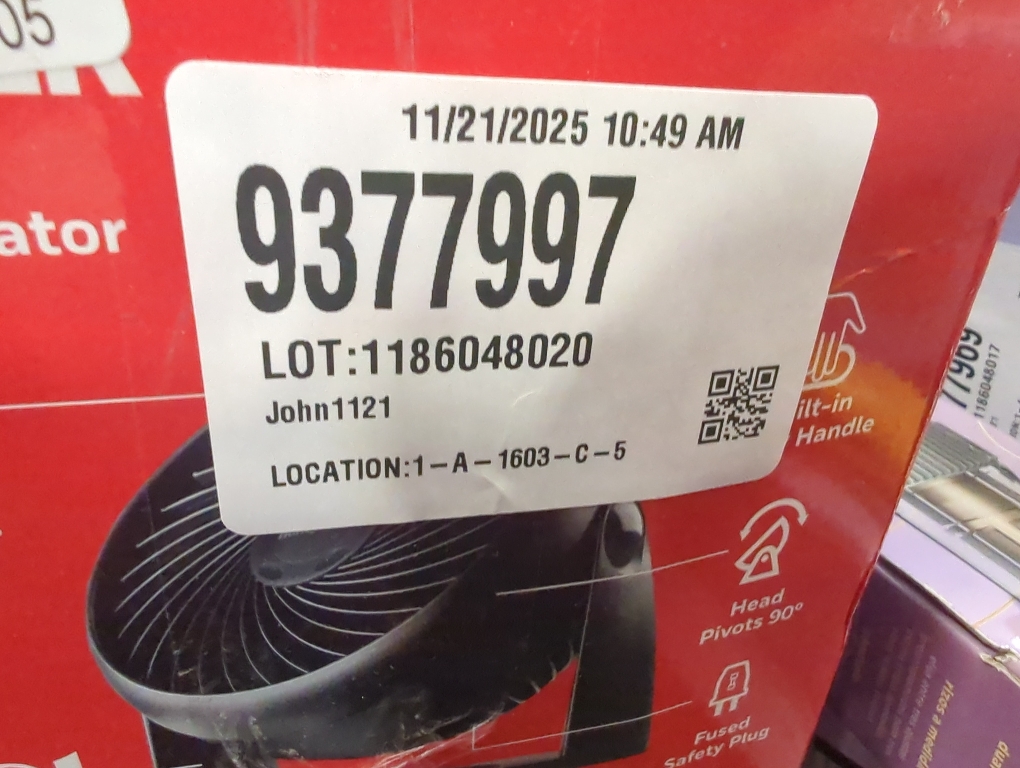 05
11/21/2025 10:49 AM
9377997
LOT:1186048020
John1121
LOCATION:1-A-1603-C-5
ator
ilt-in
Handle
Head
Pivots 90°
Fused
Safety Plug
77969
1186048017